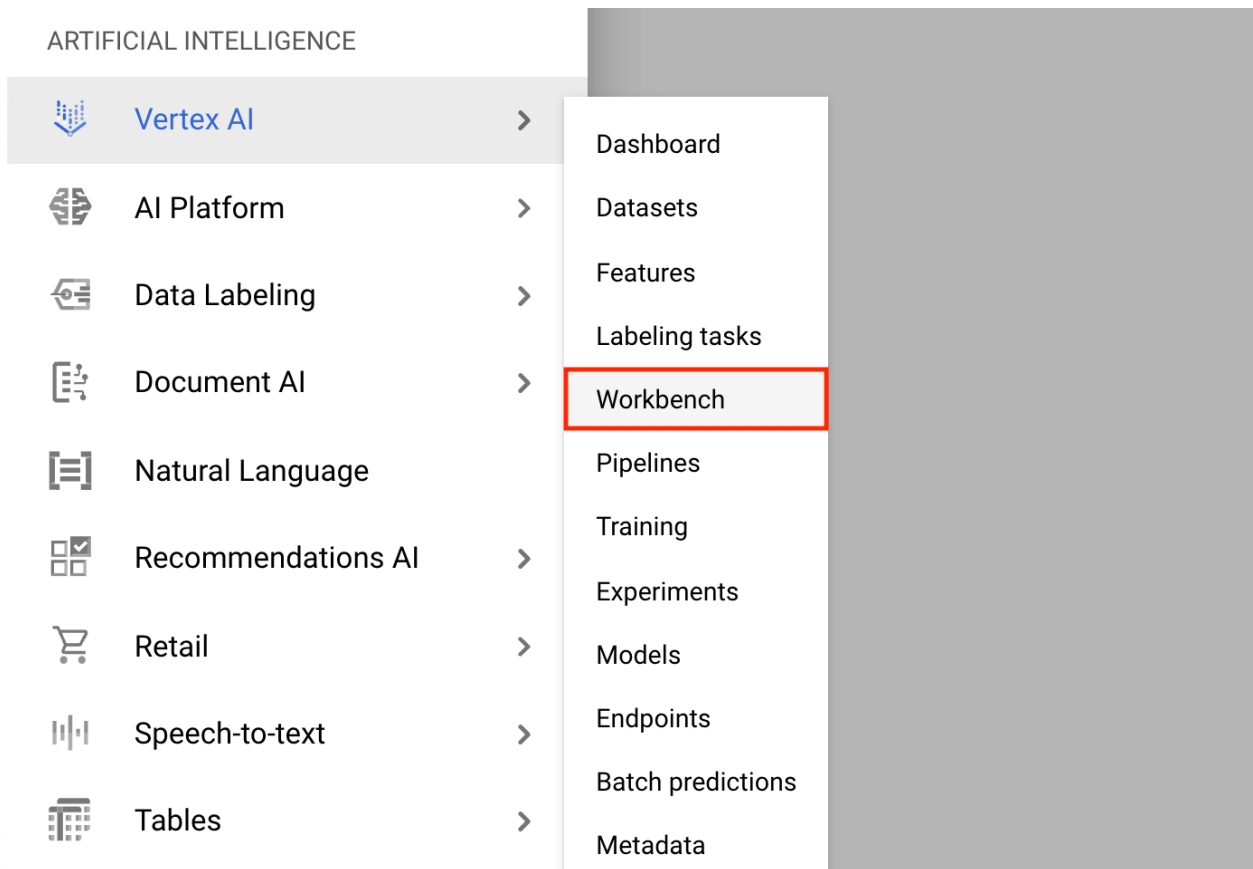 ARTIFICIAL INTELLIGENCE
Vertex AI
AI Platform
Data Labeling
Document AI
Natural Language
Recommendations AI
Retail
Speech-to-text
Tables
Dashboard
Datasets
Features
Labeling tasks
Workbench
Pipelines
Training
Experiments
Models
Endpoints
Batch predictions
Metadata